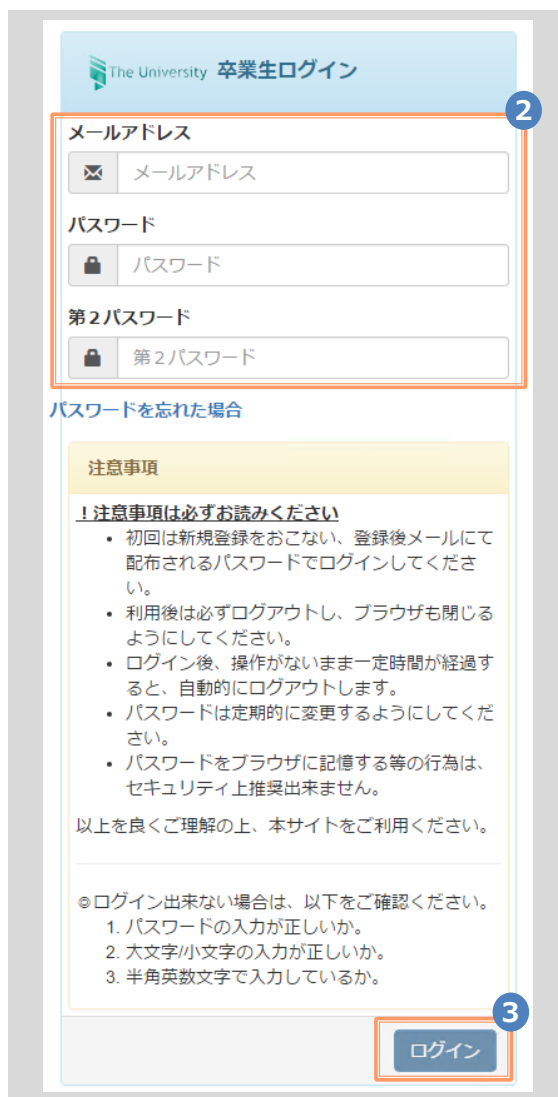 The University 卒業生ログイン
2
メールアドレス
メールアドレス
パスワード
パスワード
第2パスワード
第2パスワード
パスワードを忘れた場合
注意事項
！注意事項は必ずお読みください
• 初回は新規登録をおこない、登録後メールにて
配布されるパスワードでログインしてくださ
い。
• 利用後は必ずログアウトし、ブラウザも閉じる
ようにしてください。
• ログイン後、操作がないまま一定時間が経過す
ると、自動的にログアウトします。
• パスワードは定期的に変更するようにしてくだ
さい。
• パスワードをブラウザに記憶する等の行為は、
セキュリティ上推奨出来ません。
以上を良くご理解の上、本サイトをご利用ください。
◎ログイン出来ない場合は、以下をご確認ください。
1. パスワードの入力が正しいか。
2. 大文字/小文字の入力が正しいか。
3. 半角英数文字で入力しているか。
3
ログイン